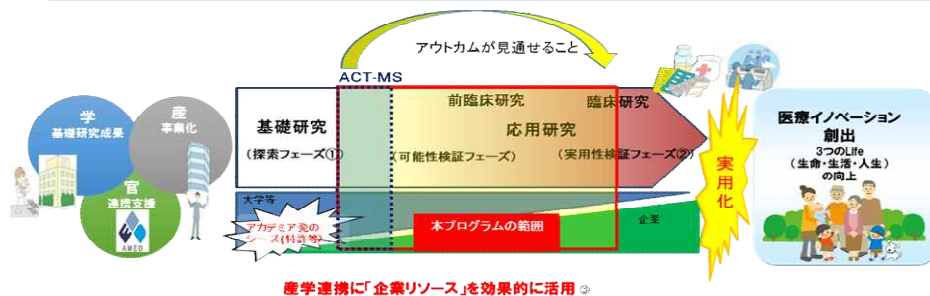 アウトカムが見通せること
ACT-MS
学
基礎研究成果
産
事業化
官
連携支援
AMED
基礎研究
(探索フェーズ①)
前臨床研究
臨床研究
応用研究
(可能性検証フェーズ)
(実用性検証フェーズ②)
大学等
アカデミア発の
シーズ(特許等)
本プログラムの範囲
企業
実用化
医療イノベーション
創出
3つのLife
(生命・生活・人生)
の向上
産学連携に「企業リソース」を効果的に活用③